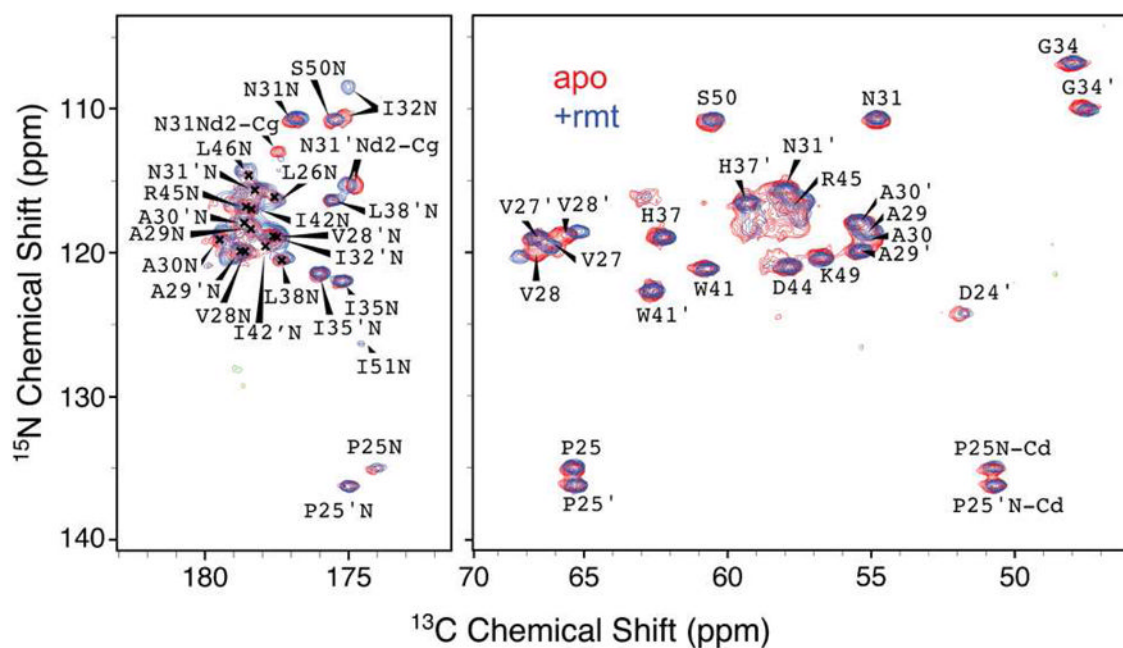 S50N
N31N
I32N
N31Nd2-Cg
L46N
N31'Nd2-Cg
N31'N
L26N
R45N
L38'N
A30'N
I42N
A29N
V28'N
I32'N
A30N
L38N
A29'N
I35N
V28N
I35'N
I42'N
I51N
P25N
P25'N
apo
+rmt
G34
G34'
S50
N31
N31'
H37'
R45
V27'
V28'
A30'
H37
A29
A30
V27
A29'
V28
W41
K49
D44
W41'
D24'
P25
P25N-Cd
P25'
P25'N-Cd
110
120
130
140
180
175
70
65
60
55
50
15N Chemical Shift (ppm)
13C Chemical Shift (ppm)